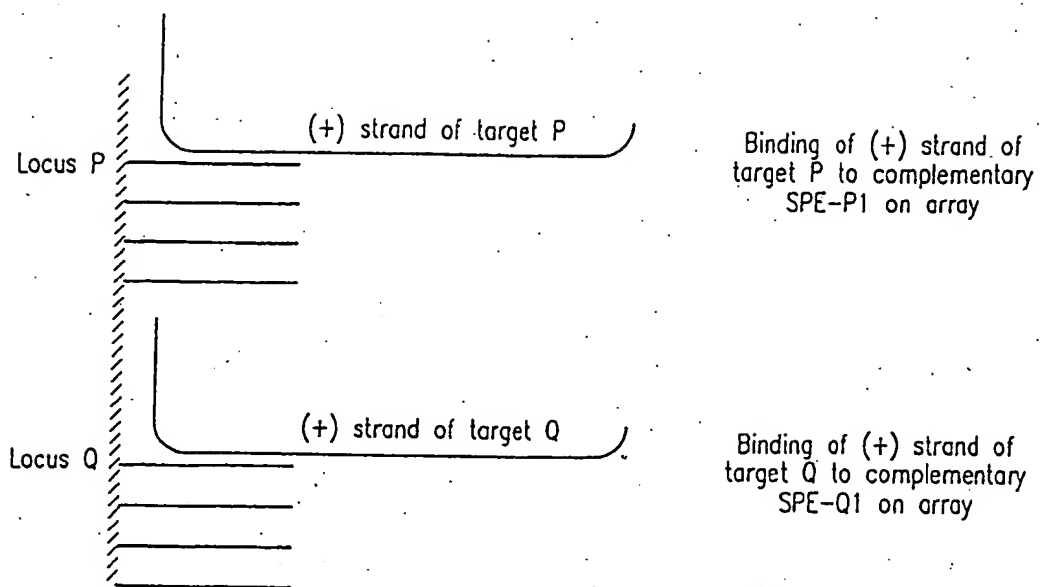 (+) strand of target P
Locus P
Binding of (+) strand of
target P to complementary
SPE-P1 on array
(+) strand of target Q
Locus Q
Binding of (+) strand of
target Q to complementary
SPE-Q1 on array